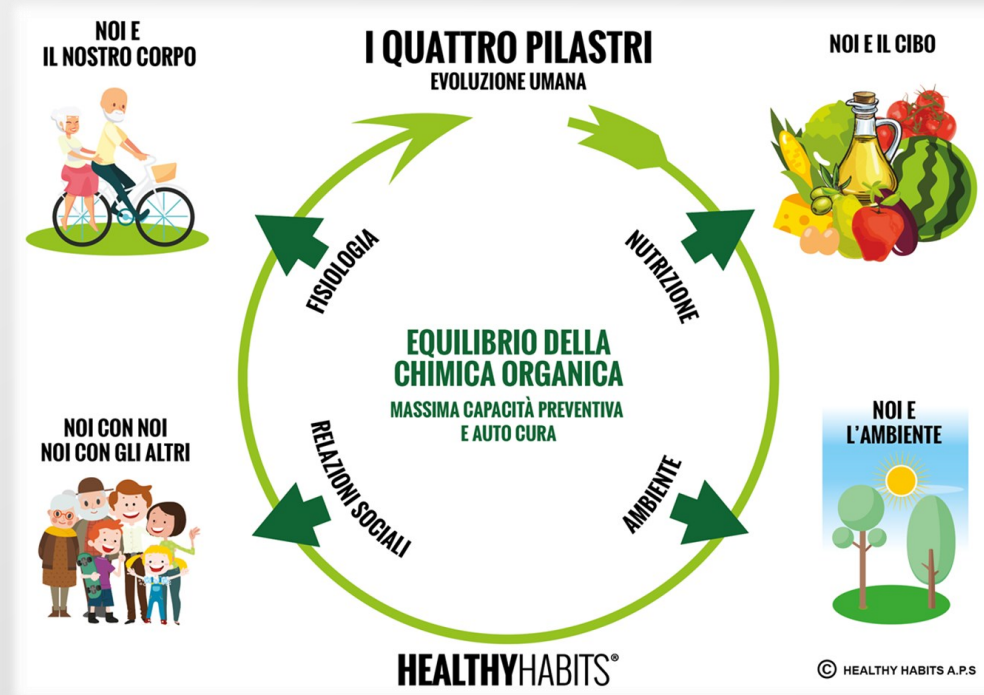 NOI E
IL NOSTRO CORPO
I QUATTRO PILASTRI
EVOLUZIONE UMANA
NOI E IL CIBO
FISIOLOGIA
NUTRIZIONE
EQUILIBRIO DELLA
CHIMICA ORGANICA
MASSIMA CAPACITÀ PREVENTIVA
E AUTO CURA
NOI CON NOI
NOI CON GLI ALTRI
RELAZIONI SOCIALI
AMBIENTE
NOI E
L'AMBIENTE
HEALTHYHABITS®
© HEALTHY HABITS A.P.S